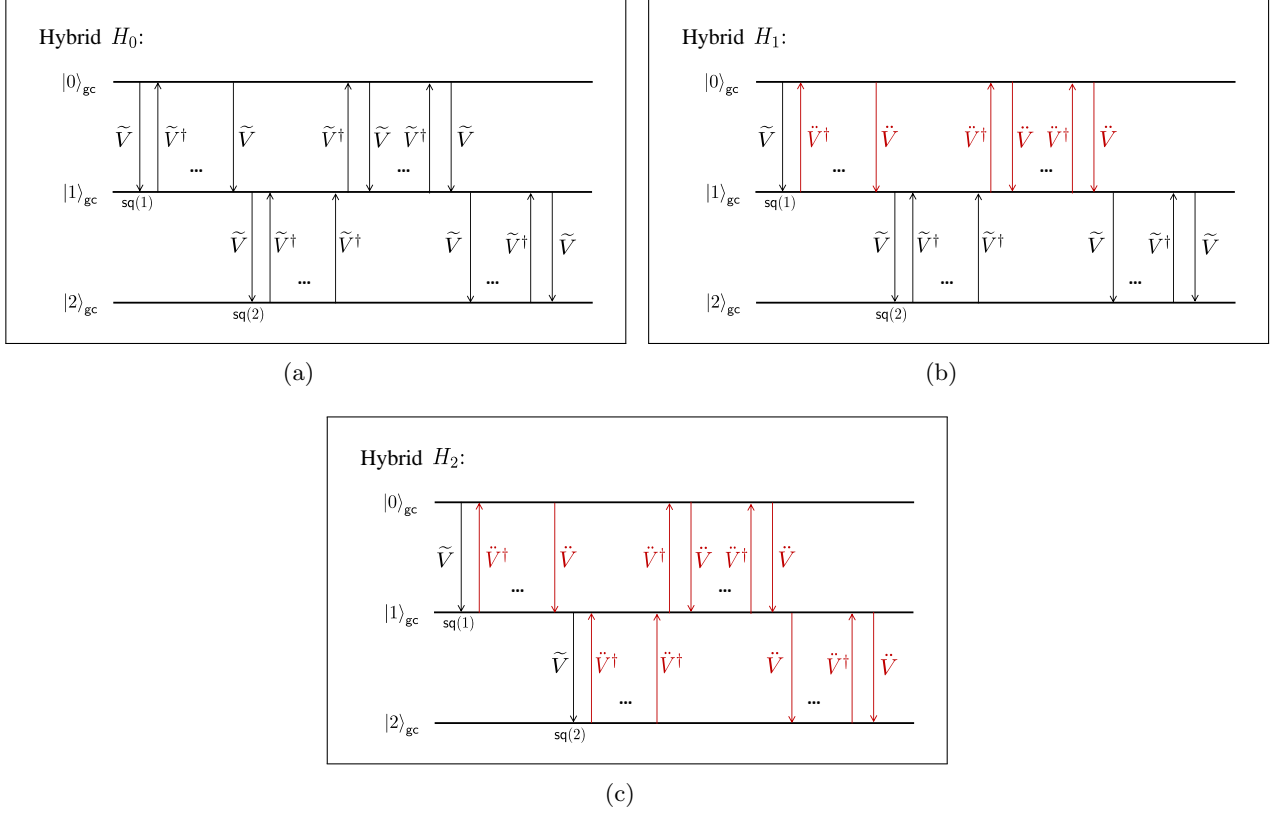 Hybrid H₀:
|0⟩gc
Ṽ Ṽ† Ṽ Ṽ† Ṽ Ṽ† Ṽ
... ...
|1⟩gc
sq(1)
Ṽ Ṽ† Ṽ† Ṽ Ṽ† Ṽ
... ...
|2⟩gc
sq(2)
(a)
Hybrid H₁:
|0⟩gc
Ṽ V̈† V̈ V̈† V̈ V̈† V̈
... ...
|1⟩gc
sq(1)
Ṽ Ṽ† Ṽ† Ṽ Ṽ† Ṽ
... ...
|2⟩gc
sq(2)
(b)
Hybrid H₂:
|0⟩gc
Ṽ V̈† V̈ V̈† V̈ V̈† V̈
... ...
|1⟩gc
sq(1)
Ṽ V̈† V̈† V̈ V̈† V̈
... ...
|2⟩gc
sq(2)
(c)